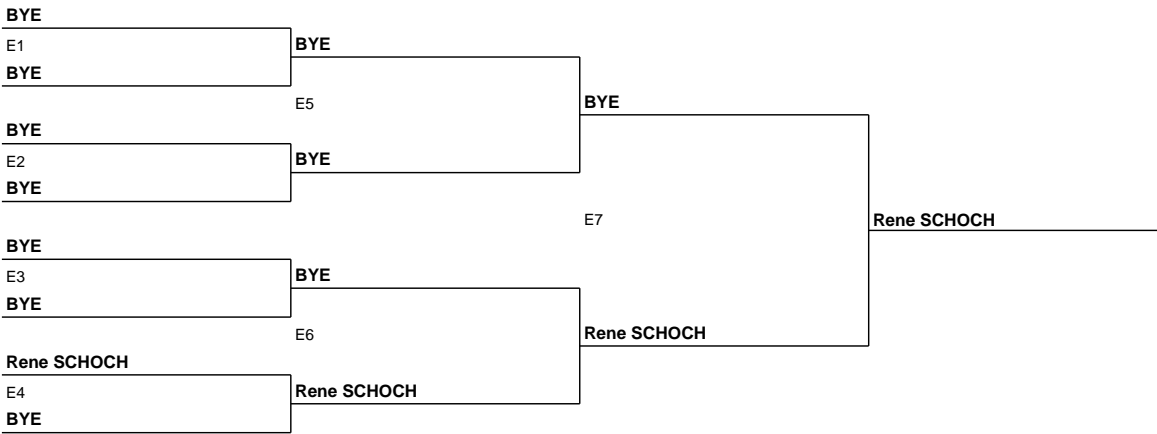 BYE
E1
BYE
BYE
E5
BYE
BYE
E2
BYE
BYE
E7
Rene SCHOCH
BYE
E3
BYE
BYE
E6
Rene SCHOCH
Rene SCHOCH
E4
Rene SCHOCH
BYE